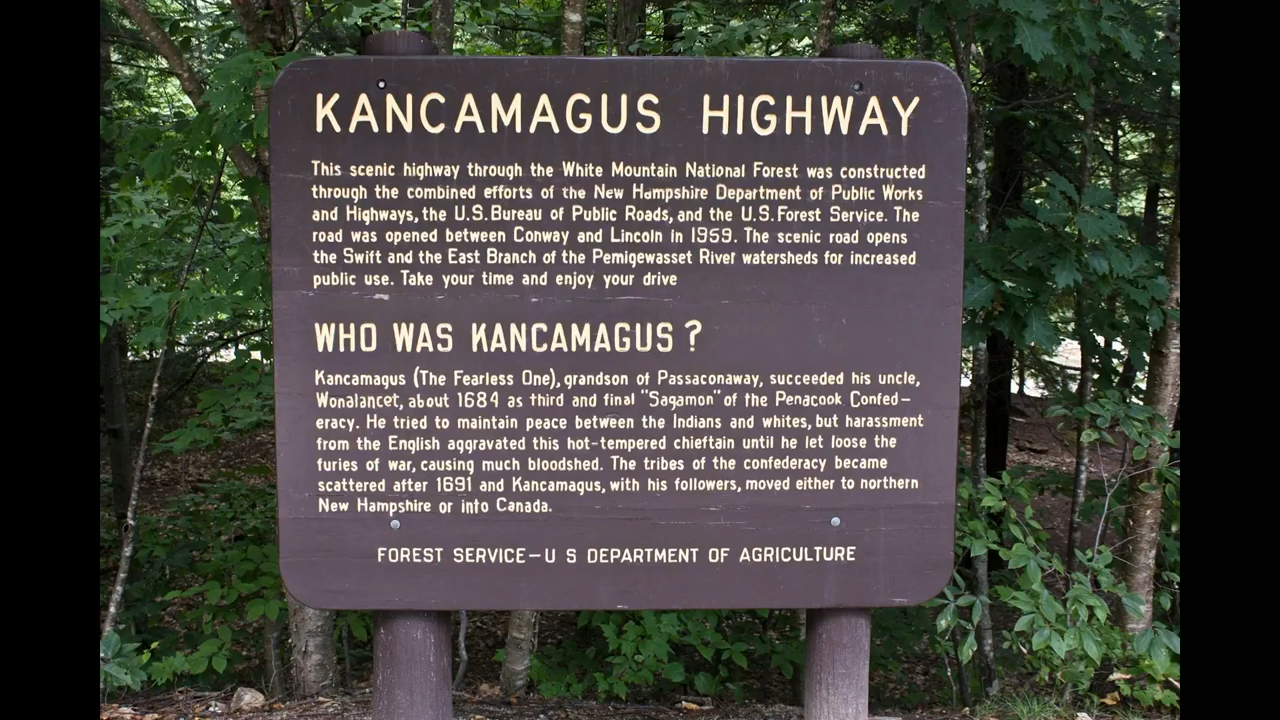 KANCAMAGUS HIGHWAY
This scenic highway through the White Mountain National Forest was constructed
through the combined efforts of the New Hampshire Department of Public Works
and Highways, the U.S. Bureau of Public Roads, and the U.S. Forest Service. The
road was opened between Conway and Lincoln in 1959. The scenic road opens
the Swift and the East Branch of the Pemigewasset River watersheds for increased
public use. Take your time and enjoy your drive
WHO WAS KANCAMAGUS?
Kancamagus (The Fearless One), grandson of Passaconaway, succeeded his uncle,
Wonalancet, about 1684 as third and final "Sagamon" of the Penacook Confed-
eracy. He tried to maintain peace between the Indians and whites, but harassment
from the English aggravated this hot-tempered chieftain until he let loose the
furies of war, causing much bloodshed. The tribes of the confederacy became
scattered after 1691 and Kancamagus, with his followers, moved either to northern
New Hampshire or into Canada.
FOREST SERVICE-U S DEPARTMENT OF AGRICULTURE